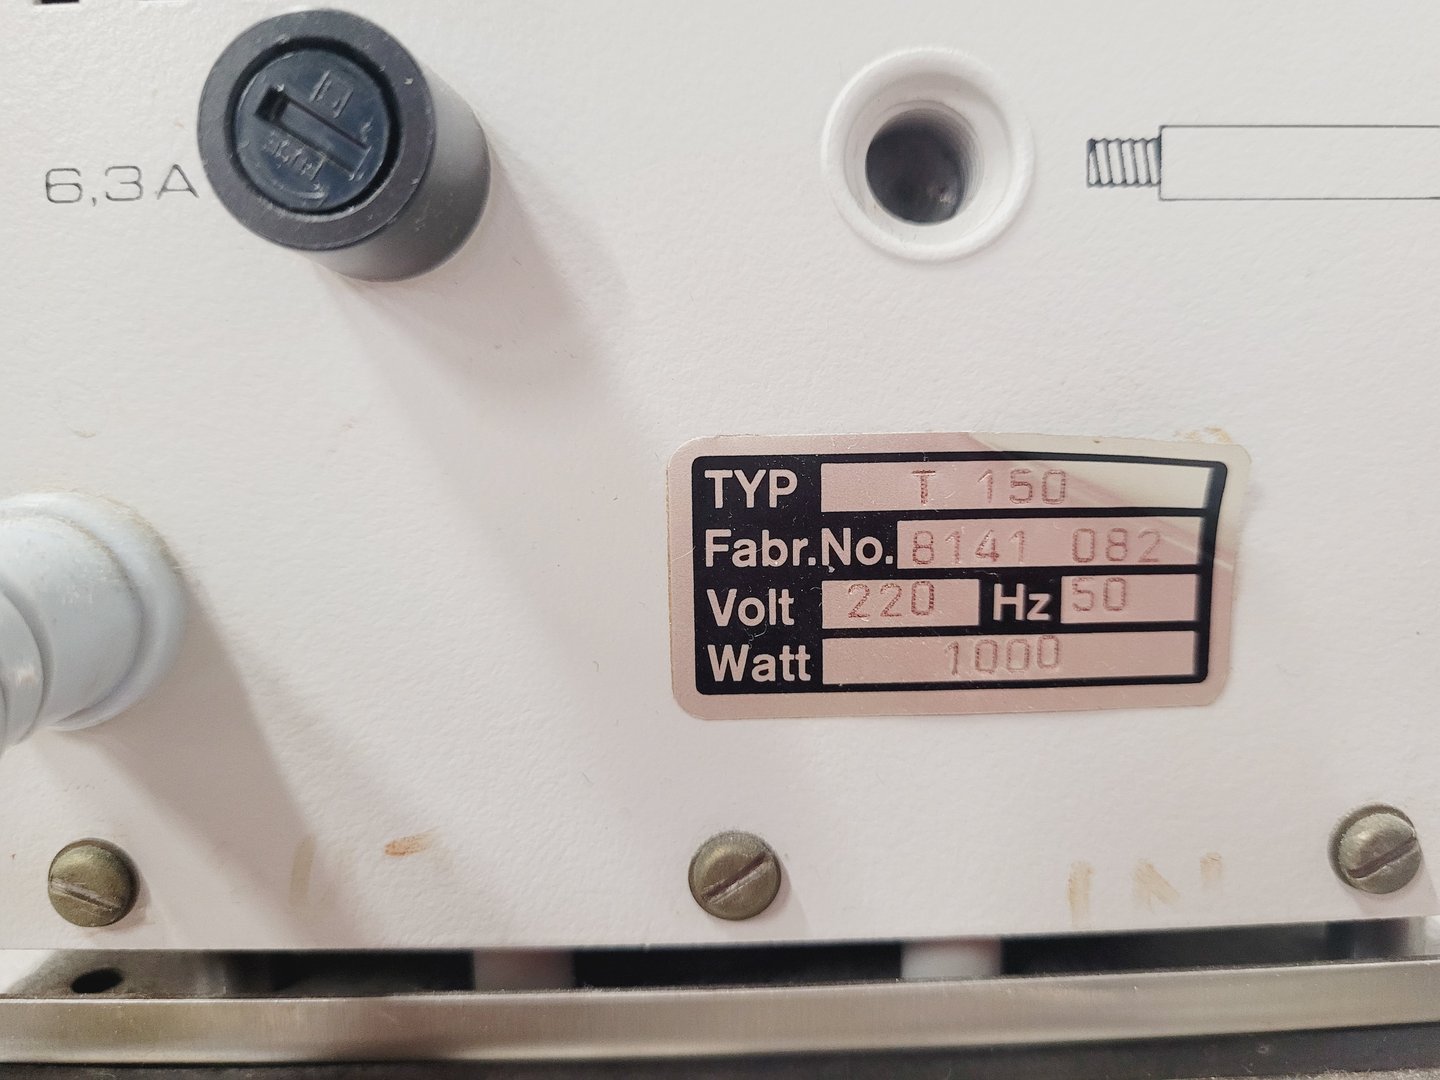 6,3A
TYP T 150
Fabr.No. 8141 082
Volt 220 Hz 50
Watt 1000